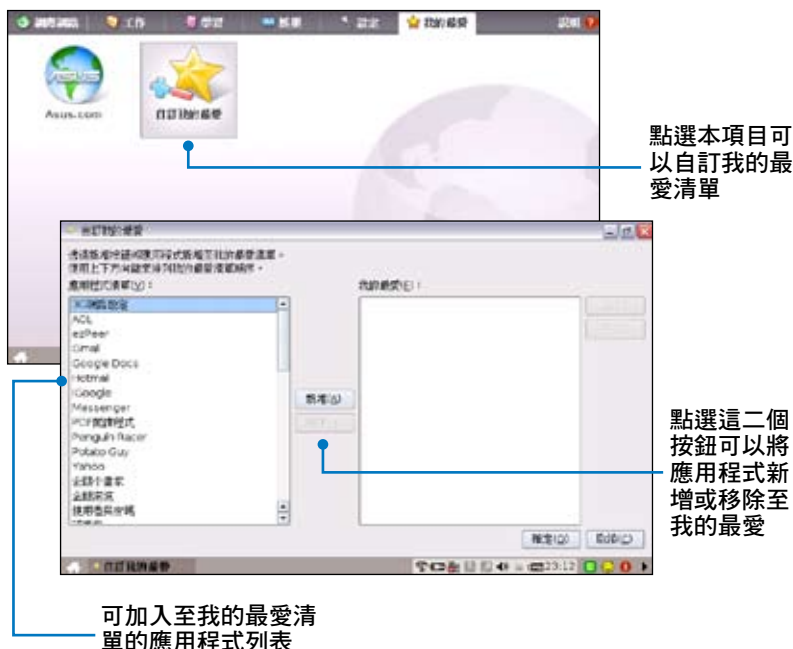 工作
學習
設定
我的最愛
說明
Asus.com
自訂我的最愛
點選本項目可
以自訂我的最
愛清單
自訂我的最愛
應用程式清單(V)：
我的最愛(E)：
AOL
ezPeer
Gmail
Google Docs
Hotmail
iGoogle
Messenger
PDF閱讀程式
Penguin Racer
Potato Guy
Yahoo
新增(A)
確定(O)
取消(C)
點選這二個
按鈕可以將
應用程式新
增或移除至
我的最愛
自訂我的最愛
23:12
可加入至我的最愛清
單的應用程式列表